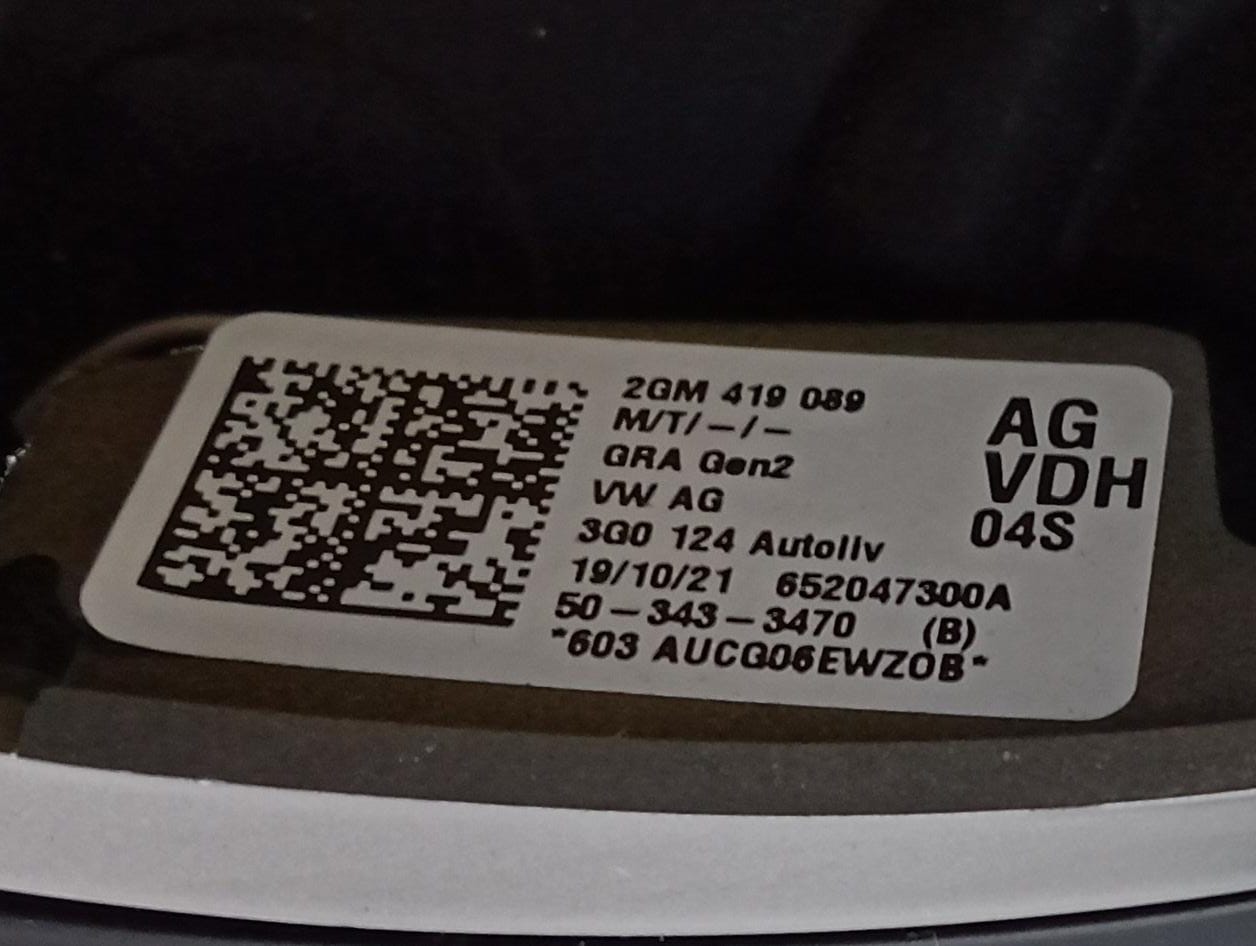 2GM 419 089
M/T/-/-
GRA Gen2
VW AG
3G0 124 Autoliv
19/10/21 652047300A
50-343-3470 (B)
*603 AUCG06EWZOB*
AG
VDH
04S